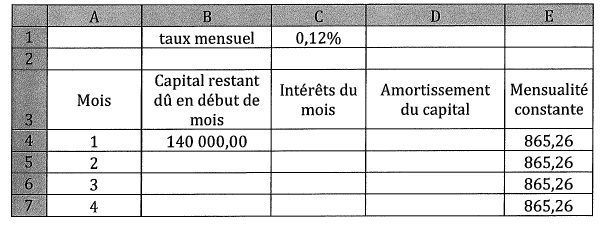 A B C D E
1 taux mensuel 0,12%
2
3 Mois Capital restant dû en début de mois Intérêts du mois Amortissement du capital Mensualité constante
4 1 140 000,00 865,26
5 2 865,26
6 3 865,26
7 4 865,26